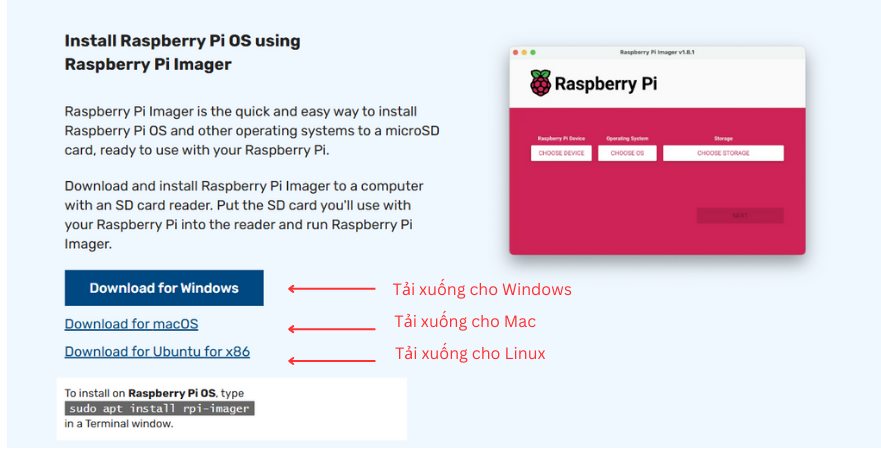 Install Raspberry Pi OS using
Raspberry Pi Imager
Raspberry Pi Imager is the quick and easy way to install
Raspberry Pi OS and other operating systems to a microSD
card, ready to use with your Raspberry Pi.
Download and install Raspberry Pi Imager to a computer
with an SD card reader. Put the SD card you'll use with
your Raspberry Pi into the reader and run Raspberry Pi
Imager.
Download for Windows
Tải xuống cho Windows
Download for macOS
Tải xuống cho Mac
Download for Ubuntu for x86
Tải xuống cho Linux
To install on Raspberry Pi OS, type
sudo apt install rpi-imager
in a Terminal window.
Raspberry Pi Imager v1.8.1
Raspberry Pi
Raspberry Pi Device
Operating System
Storage
CHOOSE DEVICE
CHOOSE OS
CHOOSE STORAGE
NEXT